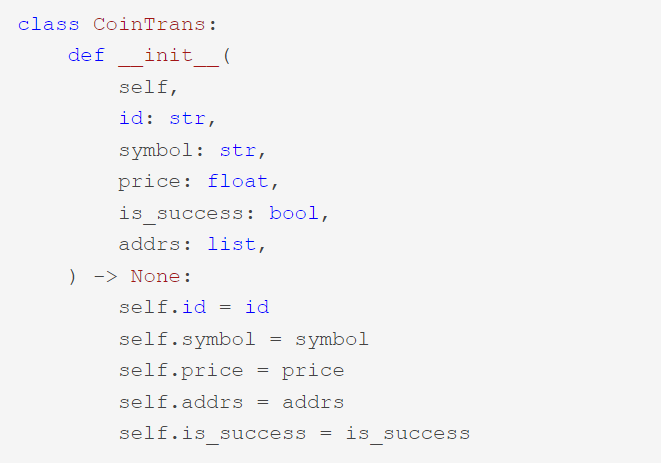 class CoinTrans:
    def __init__(
        self,
        id: str,
        symbol: str,
        price: float,
        is_success: bool,
        addrs: list,
    ) -> None:
        self.id = id
        self.symbol = symbol
        self.price = price
        self.addrs = addrs
        self.is_success = is_success